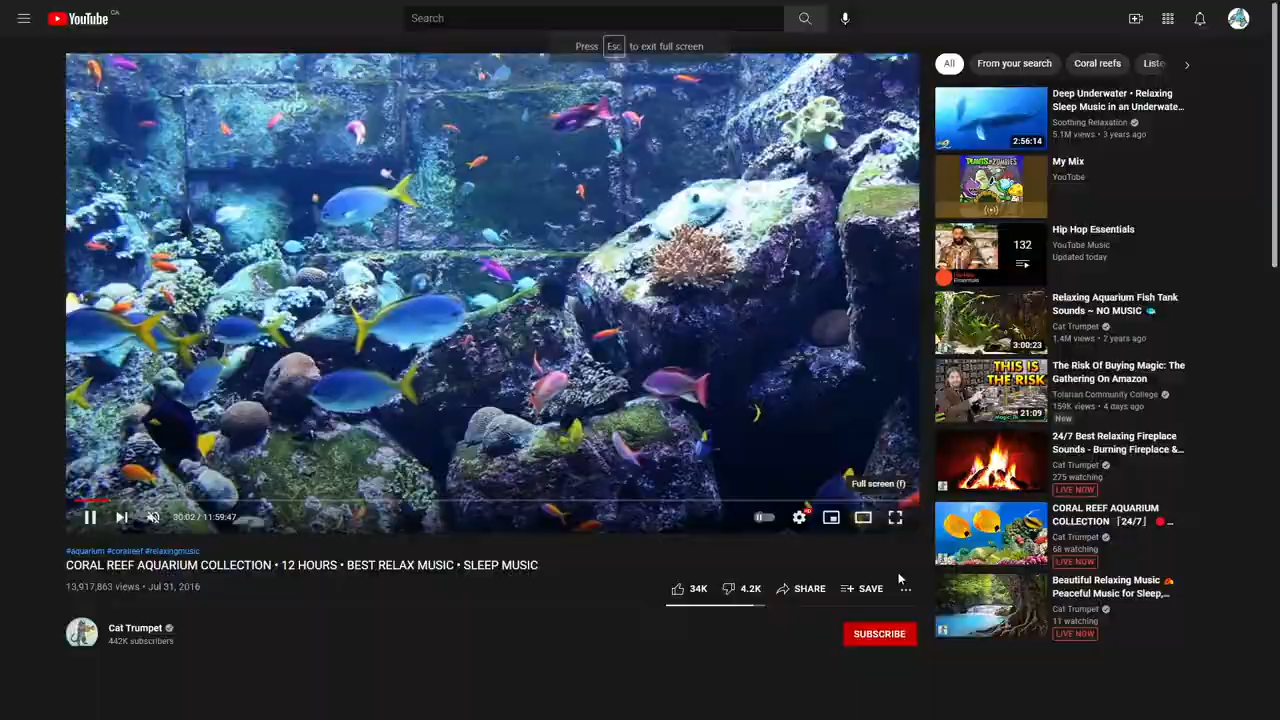 YouTube CA
Search
Press Esc to exit full screen
Full screen (f)
30:02 / 11:59:47
#aquarium #coralreef #relaxingmusic
CORAL REEF AQUARIUM COLLECTION • 12 HOURS • BEST RELAX MUSIC • SLEEP MUSIC
13,917,863 views • Jul 31, 2016
34K
4.2K
SHARE
SAVE
Cat Trumpet
442K subscribers
SUBSCRIBE
All
From your search
Coral reefs
Liste
2:56:14
Deep Underwater • Relaxing
Sleep Music in an Underwate...
Soothing Relaxation
5.1M views • 3 years ago
PLANTS ZOMBIES
My Mix
YouTube
132
Hip Hop Essentials
YouTube Music
Updated today
3:00:23
Relaxing Aquarium Fish Tank
Sounds ~ NO MUSIC
Cat Trumpet
1.4M views • 2 years ago
THIS IS
THE RISK
21:09
The Risk Of Buying Magic: The
Gathering On Amazon
Tolarian Community College
159K views • 4 days ago
New
24/7 Best Relaxing Fireplace
Sounds - Burning Fireplace &...
Cat Trumpet
275 watching
LIVE NOW
CORAL REEF AQUARIUM
COLLECTION 「24/7」 ...
Cat Trumpet
68 watching
LIVE NOW
Beautiful Relaxing Music
Peaceful Music for Sleep,...
Cat Trumpet
11 watching
LIVE NOW